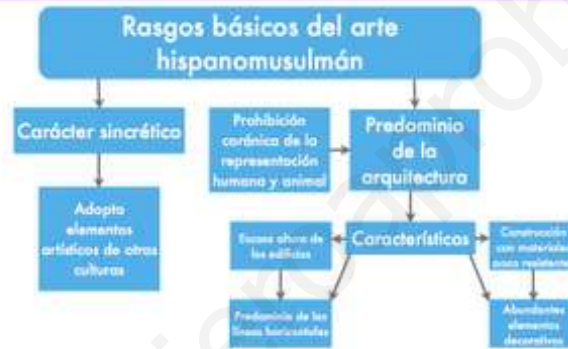 Rasgos básicos del arte
hispanomusulmán
Carácter sincrético
Adopta
elementos
artísticos de otras
culturas
Prohibición
coránica de la
representación
humana y animal
Predominio
de la
arquitectura
Características
Escasa altura de
los edificios
Predominio de las
líneas horizontales
Construcción
con materiales
poco resistentes
Abundantes
elementos
decorativos